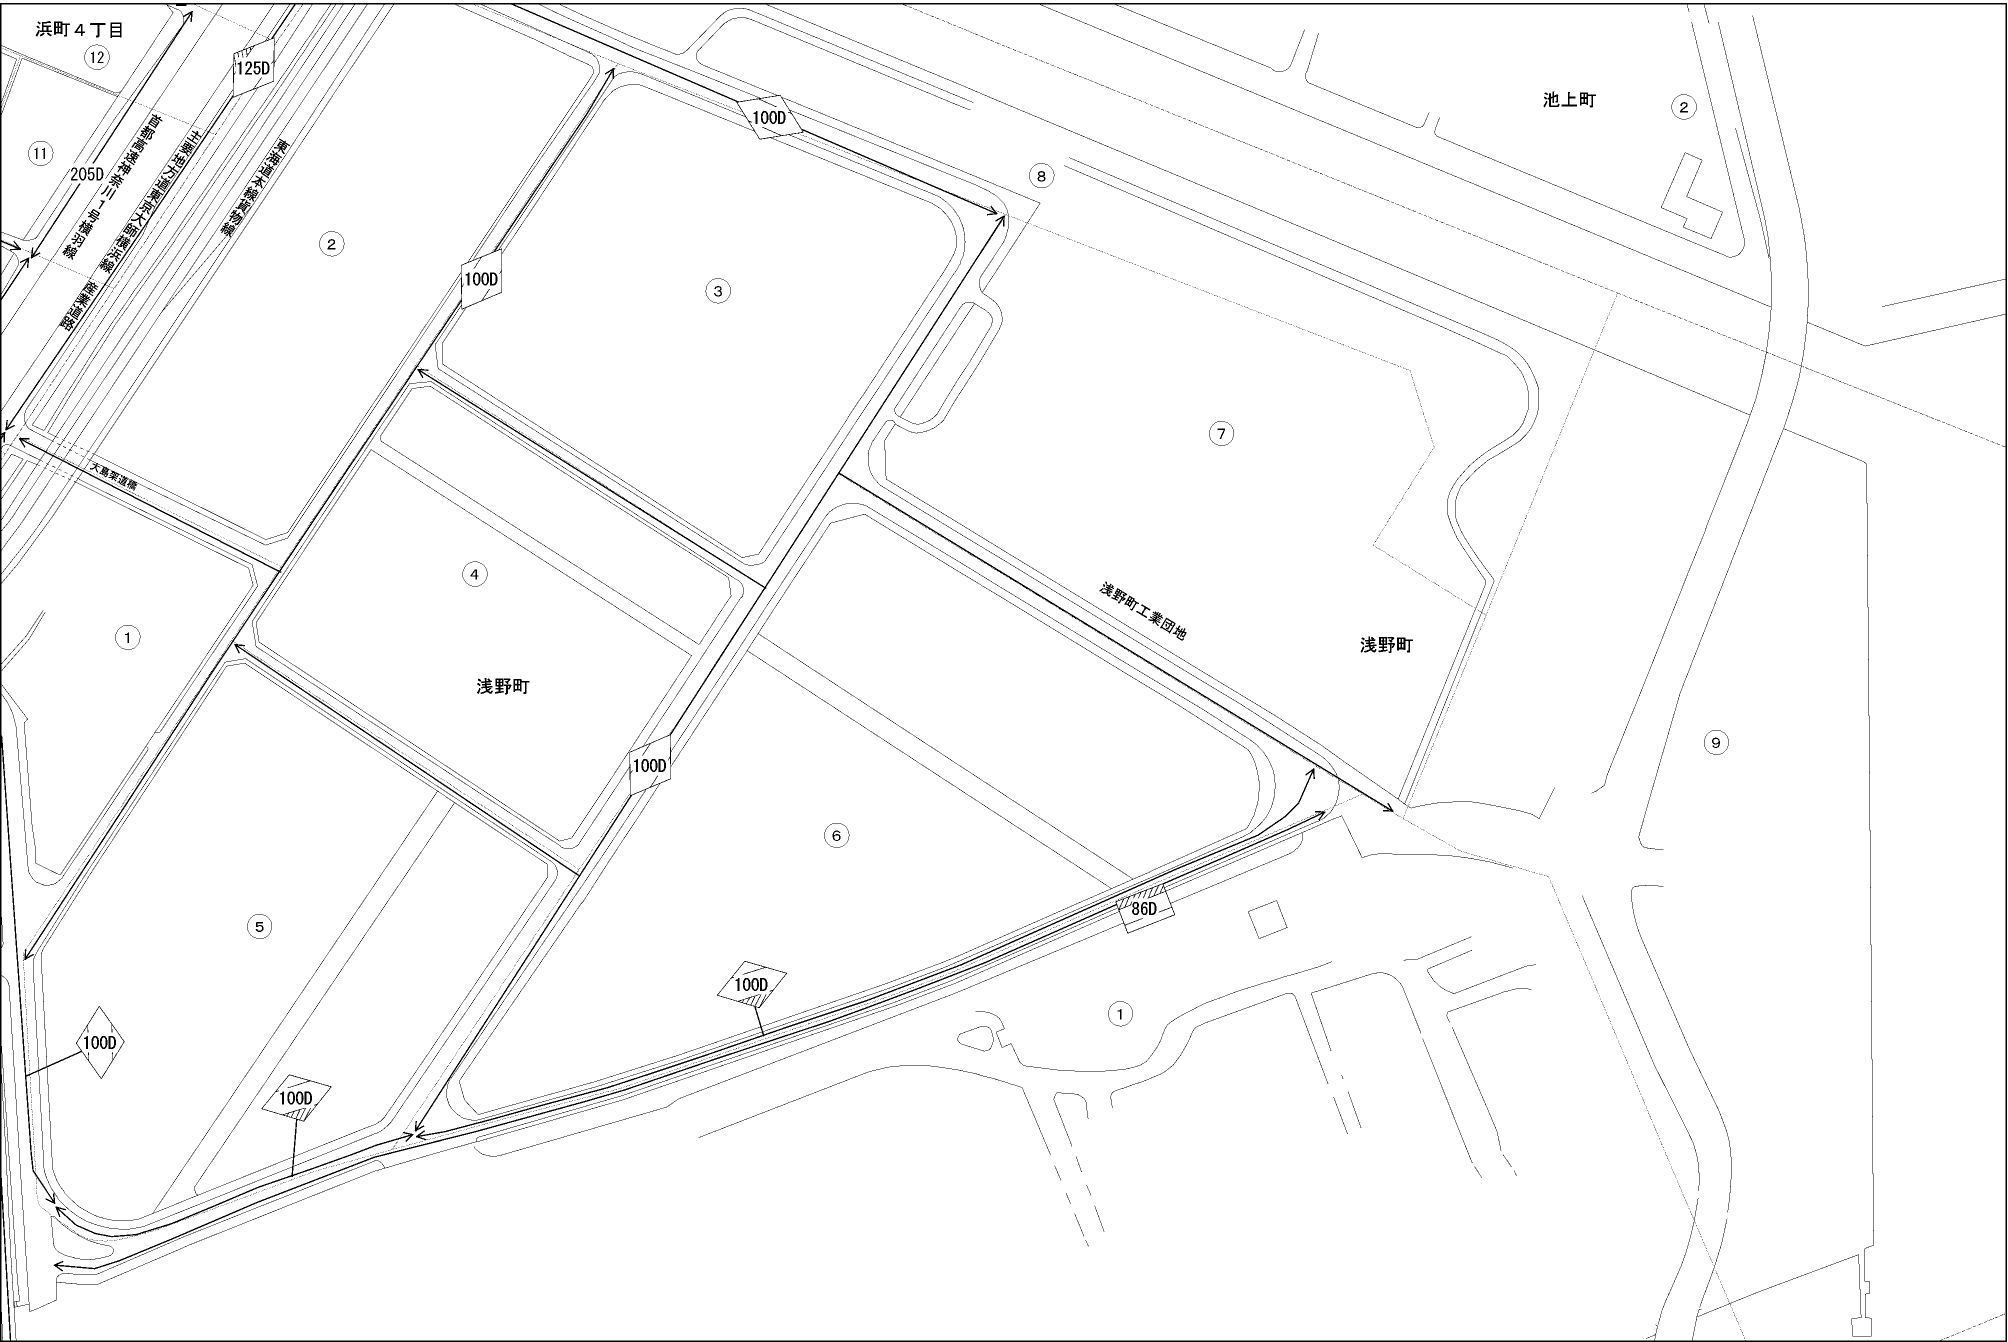 浜町４丁目
12
125D
池上町
2
100D
11
205D
首都高速神奈川１号横羽線
主要地方道東京大師横浜線 産業道路
東海道本線貨物線
8
2
100D
3
7
大島架道橋
4
浅野町工業団地
1
浅野町
浅野町
9
100D
6
86D
5
100D
1
100D
100D